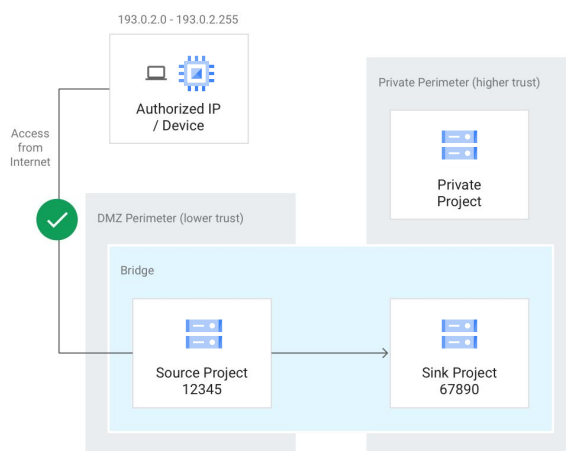 193.0.2.0 - 193.0.2.255
Authorized IP
/ Device
Private Perimeter (higher trust)
Access
from
Internet
Private
Project
DMZ Perimeter (lower trust)
Bridge
Source Project
12345
Sink Project
67890